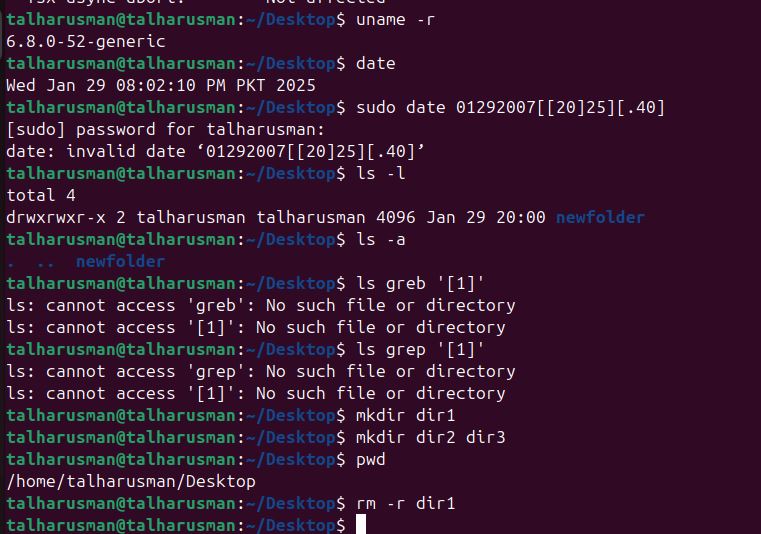 tsx-async-abort: Not affected
talharusman@talharusman:~/Desktop$ uname -r
6.8.0-52-generic
talharusman@talharusman:~/Desktop$ date
Wed Jan 29 08:02:10 PM PKT 2025
talharusman@talharusman:~/Desktop$ sudo date 01292007[[20]25][.40]
[sudo] password for talharusman:
date: invalid date ‘01292007[[20]25][.40]’
talharusman@talharusman:~/Desktop$ ls -l
total 4
drwxrwxr-x 2 talharusman talharusman 4096 Jan 29 20:00 newfolder
talharusman@talharusman:~/Desktop$ ls -a
. .. newfolder
talharusman@talharusman:~/Desktop$ ls greb '[1]'
ls: cannot access 'greb': No such file or directory
ls: cannot access '[1]': No such file or directory
talharusman@talharusman:~/Desktop$ ls grep '[1]'
ls: cannot access 'grep': No such file or directory
ls: cannot access '[1]': No such file or directory
talharusman@talharusman:~/Desktop$ mkdir dir1
talharusman@talharusman:~/Desktop$ mkdir dir2 dir3
talharusman@talharusman:~/Desktop$ pwd
/home/talharusman/Desktop
talharusman@talharusman:~/Desktop$ rm -r dir1
talharusman@talharusman:~/Desktop$